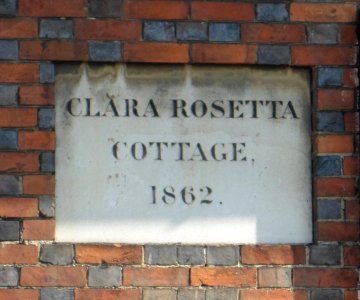 CLARA ROSETTA
COTTAGE.
1862.